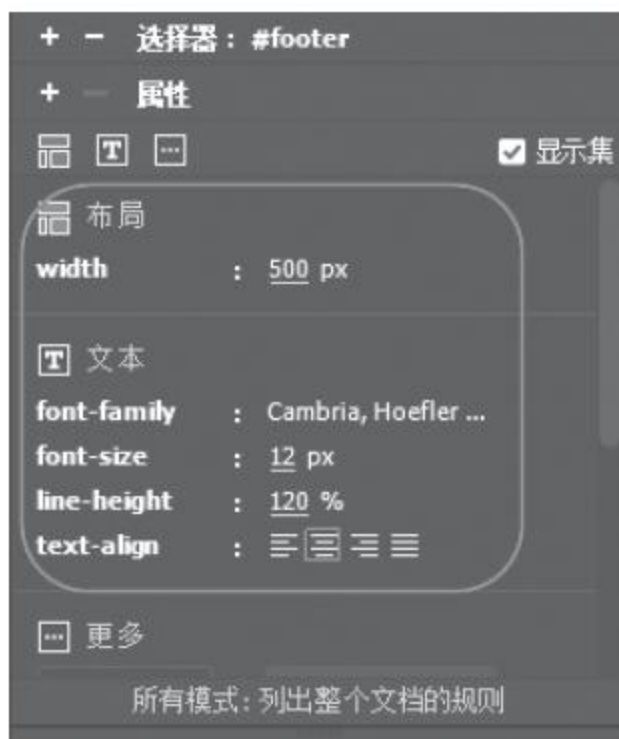 + - 选择器: #footer
+ - 属性
T ... 显示集
布局
width : 500 px
T 文本
font-family : Cambria, Hoefler ...
font-size : 12 px
line-height : 120 %
text-align :
... 更多
所有模式: 列出整个文档的规则